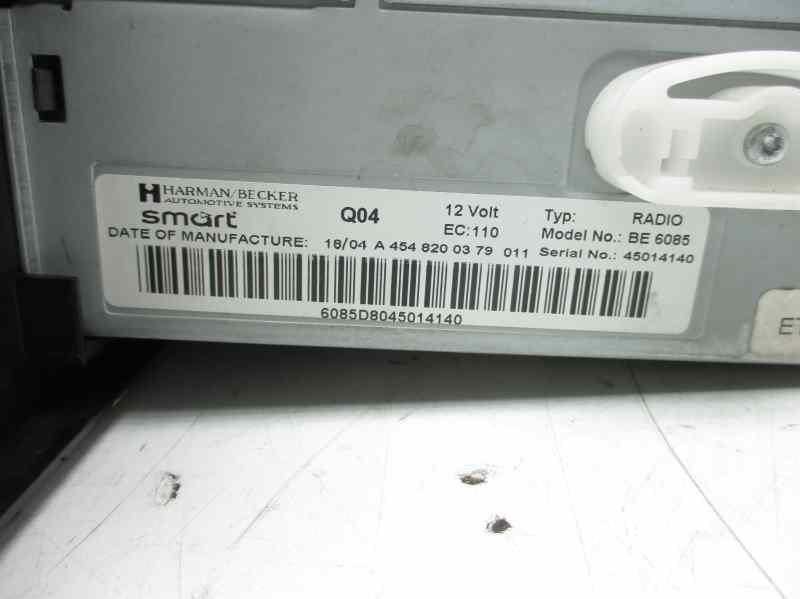 HARMAN/BECKER
AUTOMOTIVE SYSTEMS
smart Q04 12 Volt Typ: RADIO
EC:110 Model No.: BE 6085
DATE OF MANUFACTURE: 18/04 A 454 820 03 79 011 Serial No.: 45014140
6085D8045014140